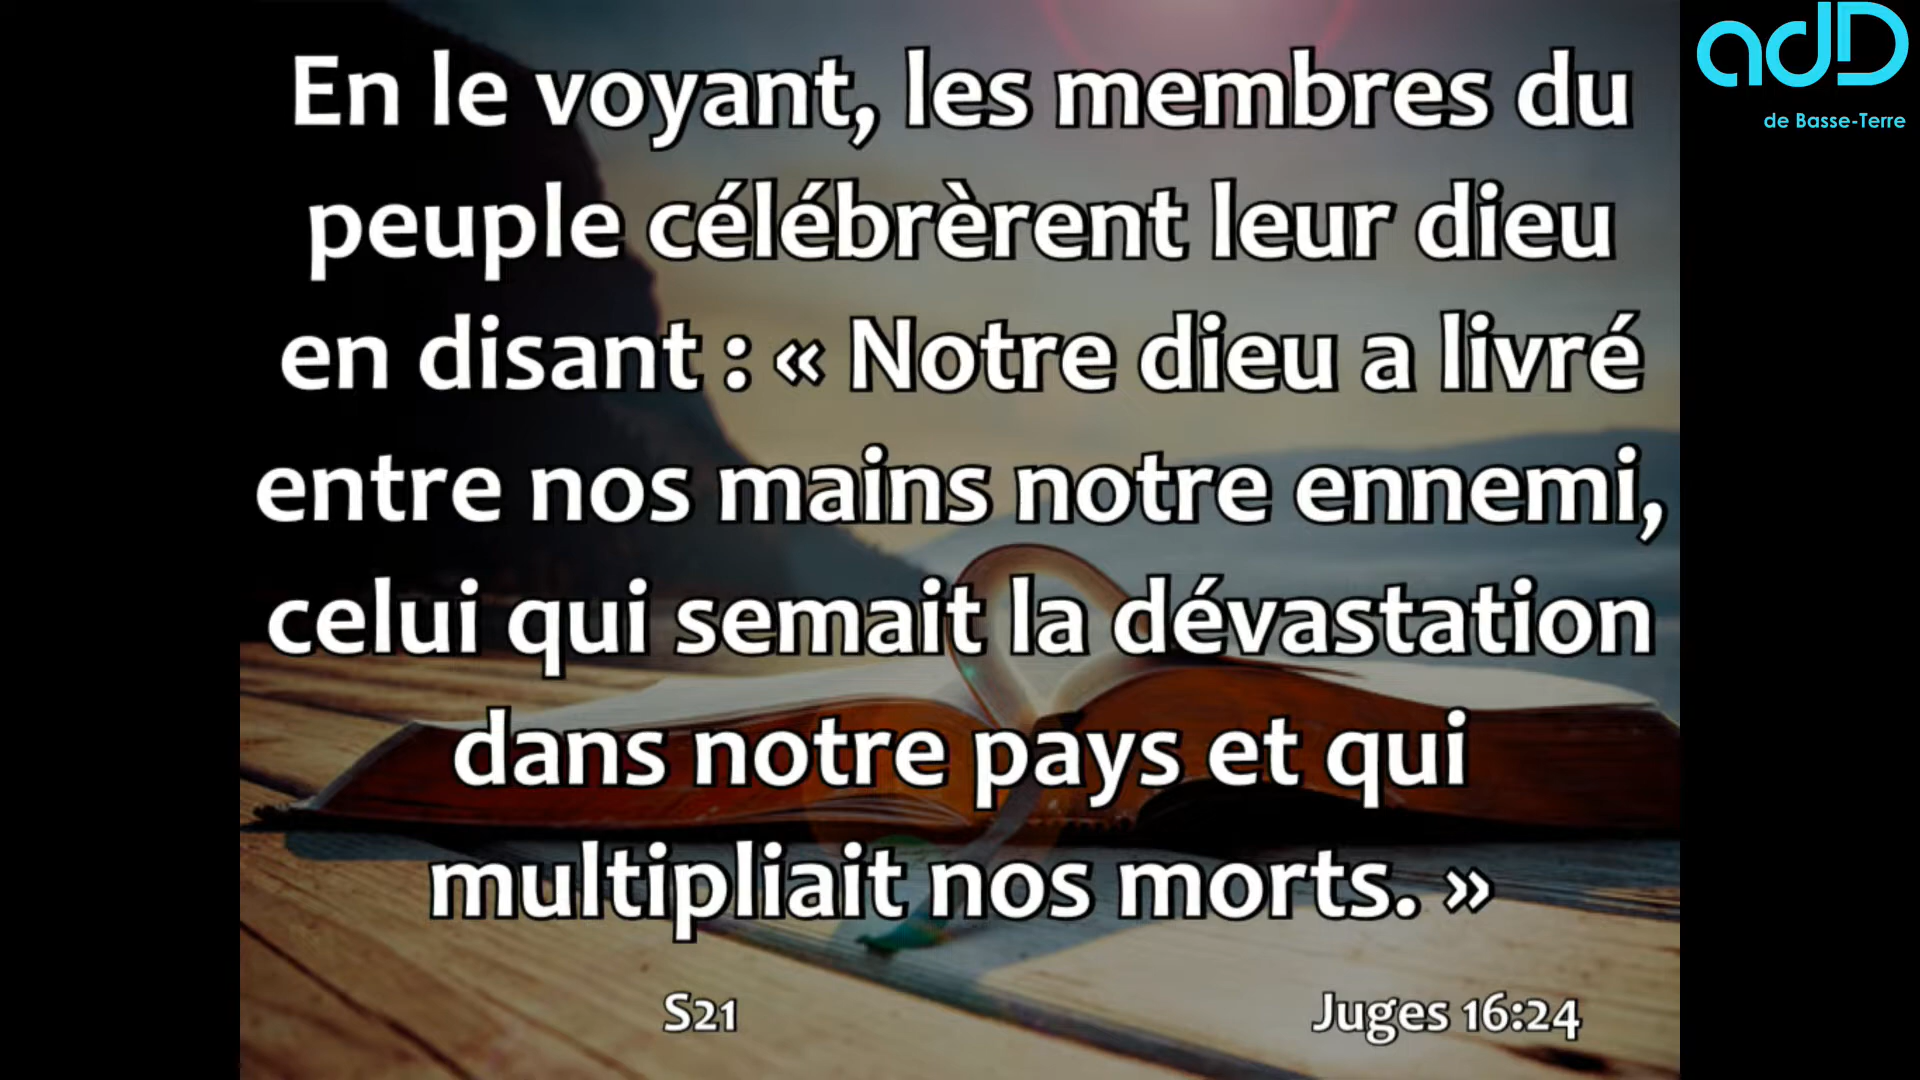 En le voyant, les membres du
peuple célébrèrent leur dieu
en disant : « Notre dieu a livré
entre nos mains notre ennemi,
celui qui semait la dévastation
dans notre pays et qui
multipliait nos morts. »
S21
Juges 16:24
adD
de Basse-Terre